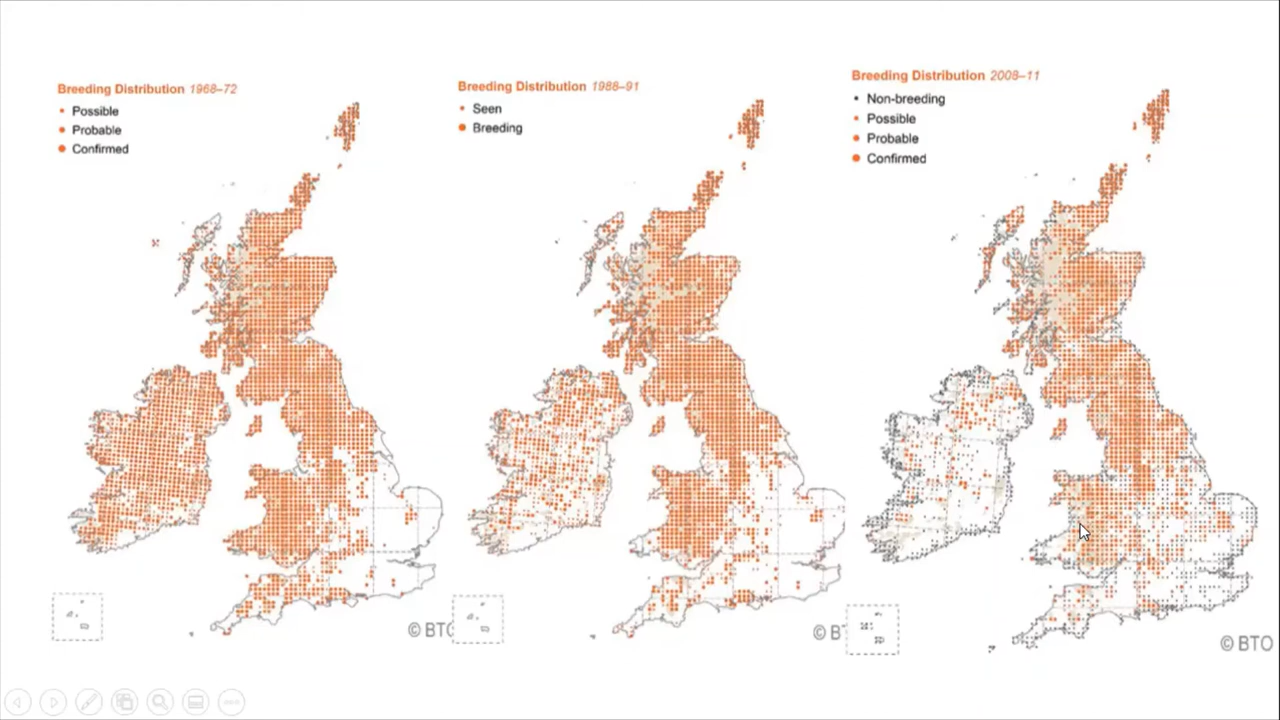 Breeding Distribution 1968–72
Possible
Probable
Confirmed
Breeding Distribution 1988–91
Seen
Breeding
Breeding Distribution 2008–11
Non-breeding
Possible
Probable
Confirmed
© BTO
© BT
© BTO